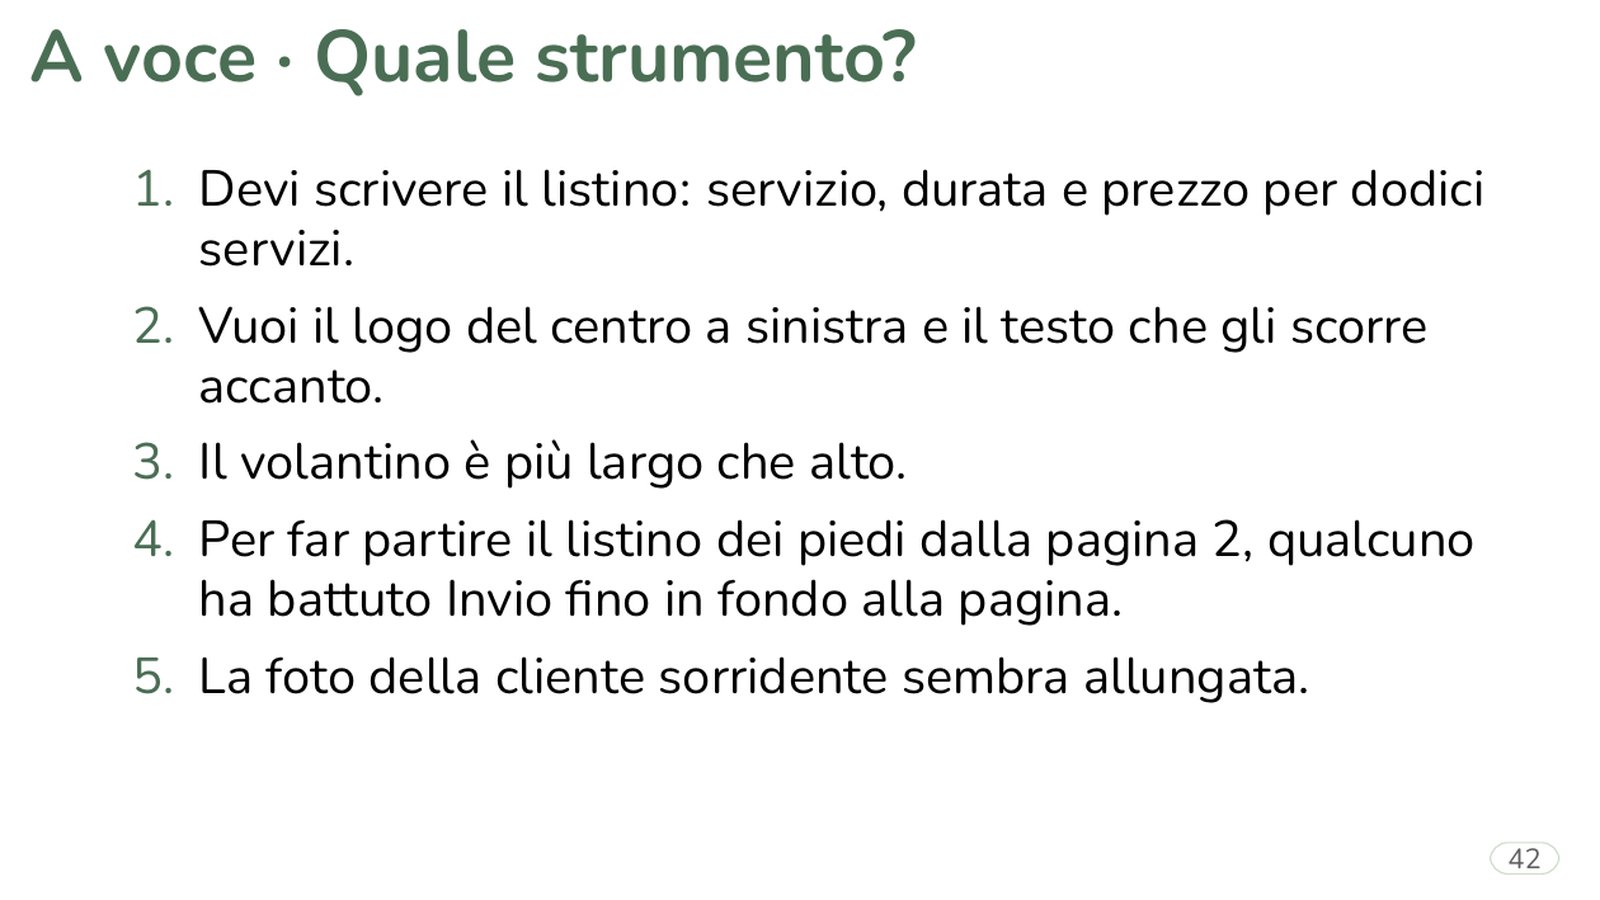 A voce · Quale strumento?
1. Devi scrivere il listino: servizio, durata e prezzo per dodici
servizi.
2. Vuoi il logo del centro a sinistra e il testo che gli scorre
accanto.
3. Il volantino è più largo che alto.
4. Per far partire il listino dei piedi dalla pagina 2, qualcuno
ha battuto Invio fino in fondo alla pagina.
5. La foto della cliente sorridente sembra allungata.
42